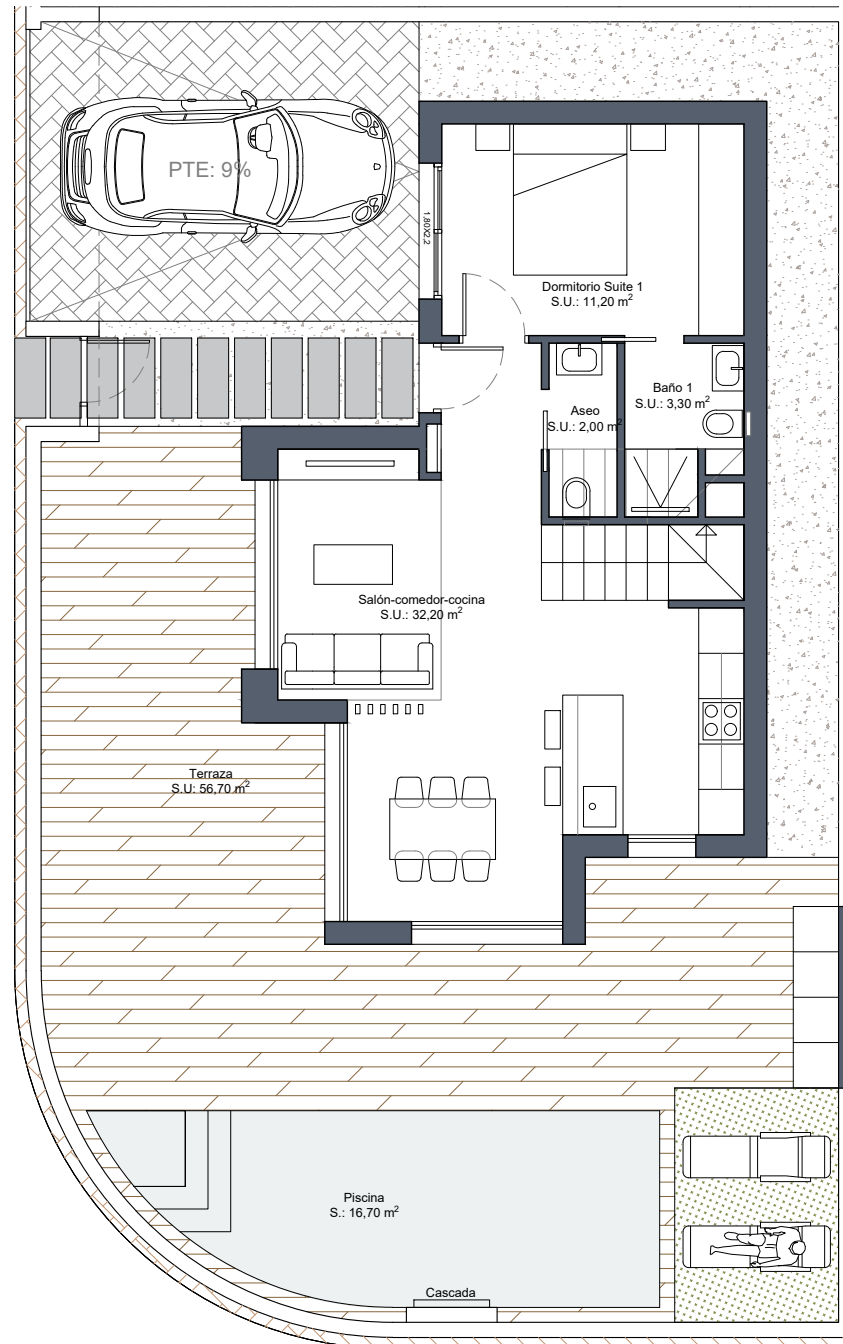 PTE: 9%
1,80X2,2
Dormitorio Suite 1
S.U.: 11,20 m²
Baño 1
S.U.: 3,30 m²
Aseo
S.U.: 2,00 m²
Salón-comedor-cocina
S.U.: 32,20 m²
Terraza
S.U: 56,70 m²
Piscina
S.: 16,70 m²
Cascada